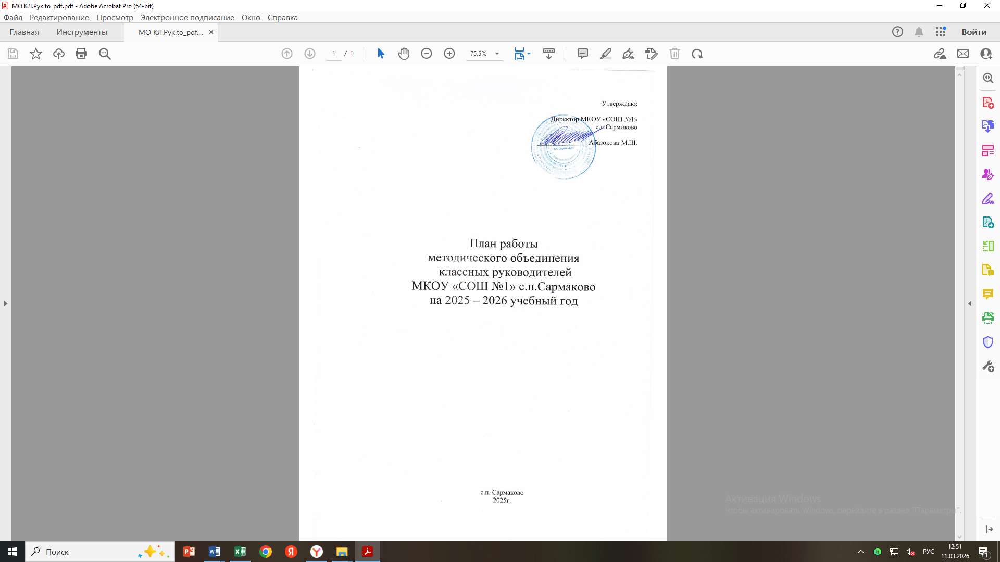 МО КЛ.Рук.to_pdf.pdf - Adobe Acrobat Pro (64-bit)
Файл Редактирование Просмотр Электронное подписание Окно Справка
Главная Инструменты МО КЛ.Рук.to_pdf.... × Войти
1 / 1 75,5%
Утверждаю:
Директор МКОУ «СОШ №1»
с.п.Сармаково
Абазокова М.Ш.
с.п. Сармаково
План работы
методического объединения
классных руководителей
МКОУ «СОШ №1» с.п.Сармаково
на 2025 – 2026 учебный год
с.п. Сармаково
2025г.
Активация Windows
Чтобы активировать Windows, перейдите в раздел "Параметры".
Поиск
РУС
12:51
11.03.2026
1